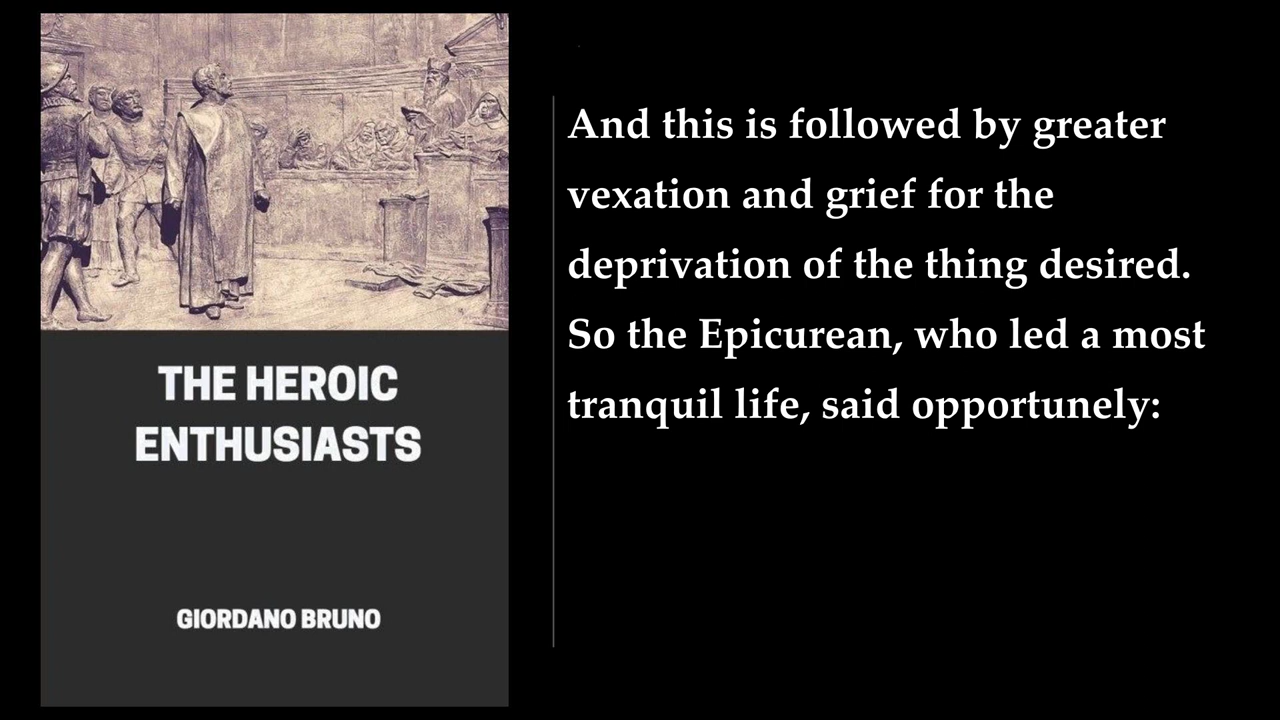 THE HEROIC
ENTHUSIASTS
GIORDANO BRUNO
And this is followed by greater
vexation and grief for the
deprivation of the thing desired.
So the Epicurean, who led a most
tranquil life, said opportunely: